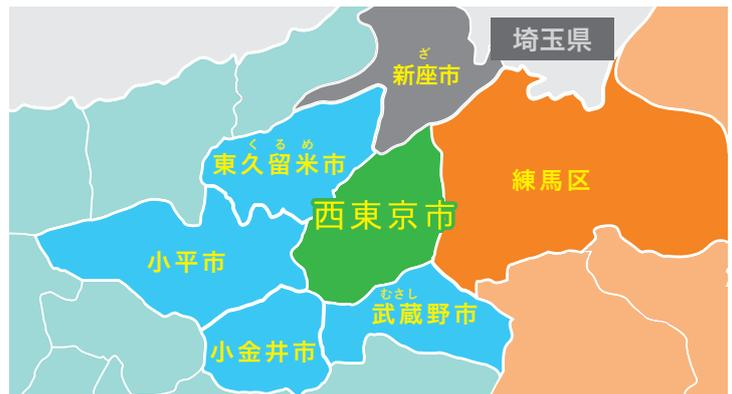 埼玉県
ざ
新座市
くるめ
東久留米市
練馬区
西東京市
小平市
むさし
武蔵野市
小金井市